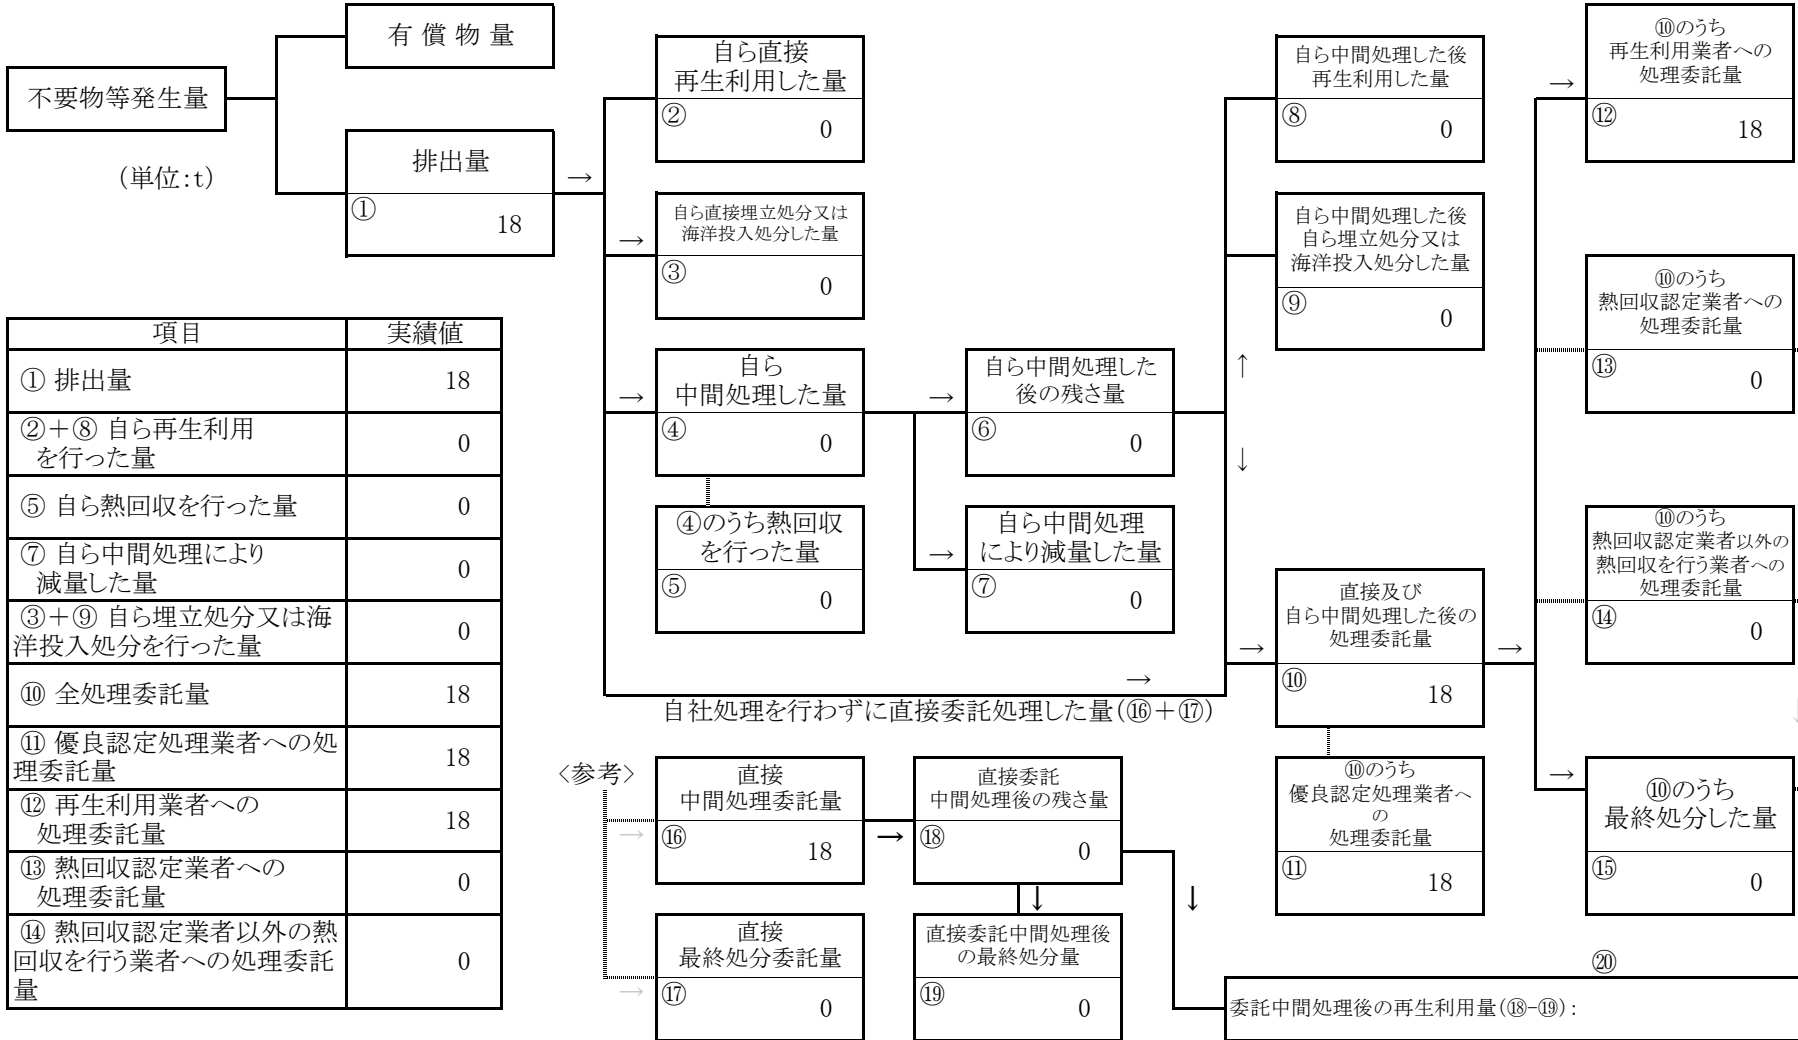 有償物量
不要物等発生量
(単位:t)
排出量
①
18
→
自ら直接
再生利用した量
②
0
→
自ら直接埋立処分又は
海洋投入処分した量
③
0
→
自ら
中間処理した量
④
0
④のうち熱回収
を行った量
⑤
0
→
自ら中間処理した
後の残さ量
⑥
0
→
自ら中間処理
により減量した量
⑦
0
自ら中間処理した後
再生利用した量
⑧
0
自ら中間処理した後
自ら埋立処分又は
海洋投入処分した量
⑨
0
↑
↓
→
直接及び
自ら中間処理した後の
処理委託量
⑩
18
→
⑩のうち
優良認定処理業者へ
の
処理委託量
⑪
18
→
⑩のうち
再生利用業者への
処理委託量
⑫
18
⑩のうち
熱回収認定業者への
処理委託量
⑬
0
⑩のうち
熱回収認定業者以外の
熱回収を行う業者への
処理委託量
⑭
0
→
⑩のうち
最終処分した量
⑮
0
→
自社処理を行わずに直接委託処理した量(⑯+⑰)
<参考>
→
直接
中間処理委託量
⑯
18
→
直接委託
中間処理後の残さ量
⑱
0
↓
↓
→
直接
最終処分委託量
⑰
0
直接委託中間処理後
の最終処分量
⑲
0
⑳
委託中間処理後の再生利用量(⑱-⑲):
項目 実績値
① 排出量 18
②+⑧ 自ら再生利用
を行った量 0
⑤ 自ら熱回収を行った量 0
⑦ 自ら中間処理により
減量した量 0
③+⑨ 自ら埋立処分又は海
洋投入処分を行った量 0
⑩ 全処理委託量 18
⑪ 優良認定処理業者への処
理委託量 18
⑫ 再生利用業者への
処理委託量 18
⑬ 熱回収認定業者への
処理委託量 0
⑭ 熱回収認定業者以外の熱
回収を行う業者への処理委託
量 0